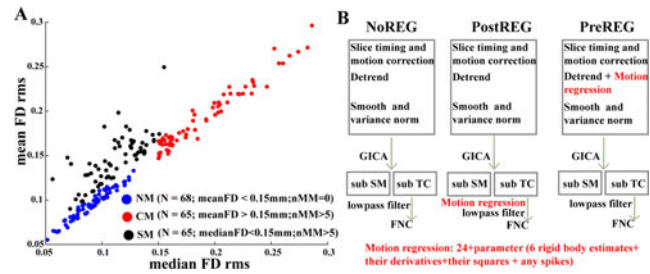 A
mean FD rms
0.3
0.25
0.2
0.15
0.1
0.05
0.05
0.1
0.15
0.2
0.25
0.3
median FD rms
NM (N = 68; meanFD < 0.15mm;nMM=0)
CM (N = 65; meanFD > 0.15mm;nMM>5)
SM (N = 65; medianFD<0.15mm,nMM>5)
B
NoREG
PostREG
PreREG
Slice timing and
motion correction
Detrend
Smooth and
variance norm
GICA
sub SM
sub TC
lowpass filter
FNC
Slice timing and
motion correction
Detrend
Smooth and
variance norm
GICA
sub SM
sub TC
Motion regression
lowpass filter
FNC
Slice timing and
motion correction
Detrend + Motion
regression
Smooth and
variance norm
GICA
sub SM
sub TC
lowpass filter
FNC
Motion regression: 24+parameter (6 rigid body estimates+
their derivatives+their squares + any spikes)